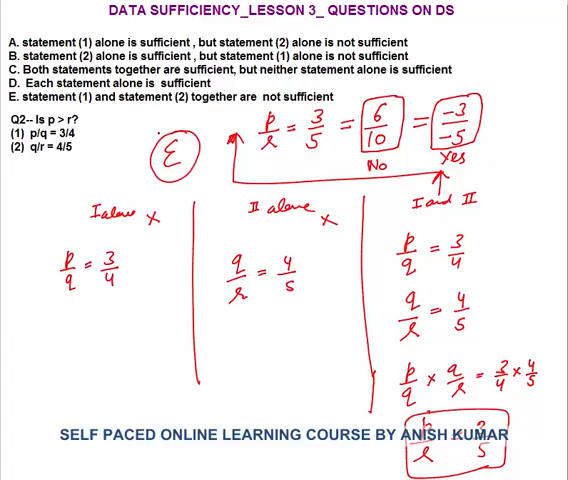 DATA SUFFICIENCY_LESSON 3_ QUESTIONS ON DS
A. statement (1) alone is sufficient , but statement (2) alone is not sufficient
B. statement (2) alone is sufficient , but statement (1) alone is not sufficient
C. Both statements together are sufficient, but neither statement alone is sufficient
D. Each statement alone is sufficient
E. statement (1) and statement (2) together are not sufficient
Q2-- Is p > r?
(1) p/q = 3/4
(2) q/r = 4/5
E
p/r = 3/5 = 6/10 = -3/-5
No
Yes
I alone x
II alone x
I and II
p/q = 3/4
q/r = 4/5
p/q = 3/4
q/r = 4/5
p/q x q/r = 3/4 x 4/5
p/r = 3/5
SELF PACED ONLINE LEARNING COURSE BY ANISH KUMAR